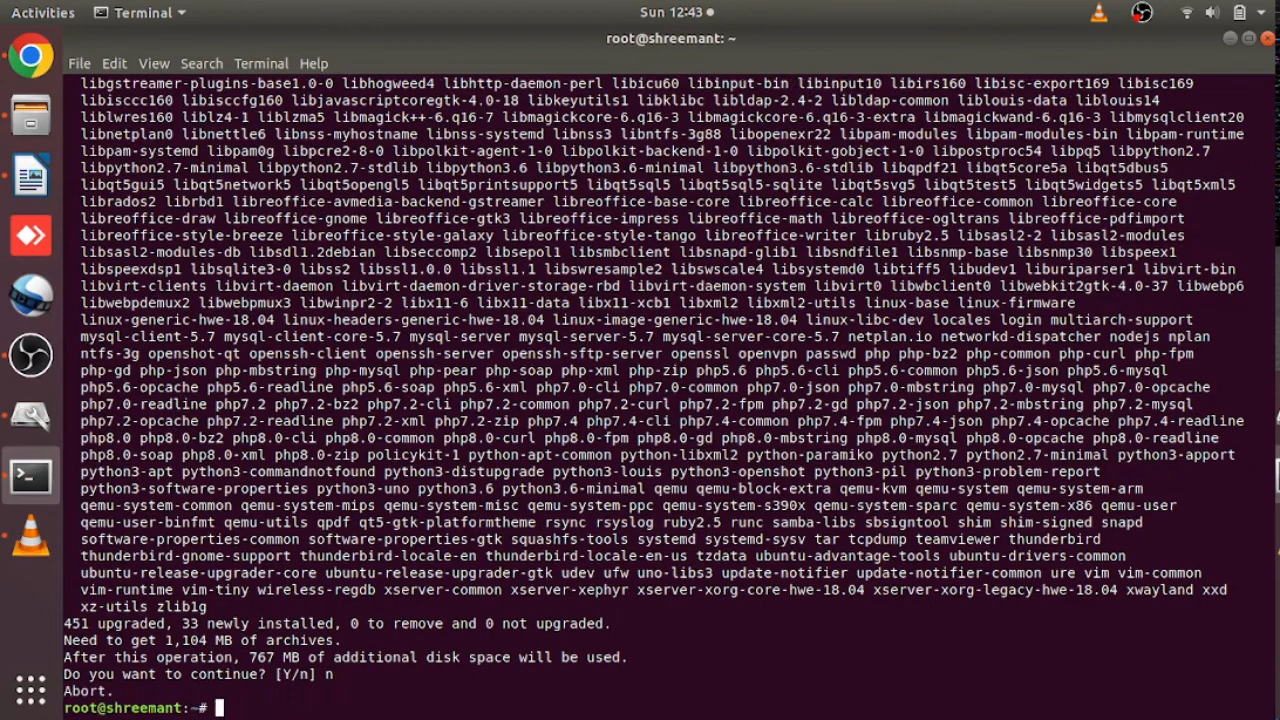 Activities Terminal Sun 12:43
root@shreemant: ~
File Edit View Search Terminal Help
libgstreamer-plugins-base1.0-0 libhogweed4 libhttp-daemon-perl libicu60 libinput-bin libinput10 libirs160 libisc-export169 libisc169
libisccc160 libisccfg160 libjavascriptcoregtk-4.0-18 libkeyutils1 libklibc libldap-2.4-2 libldap-common liblouis-data liblouis14
liblwres160 liblz4-1 liblzma5 libmagick++-6.q16-7 libmagickcore-6.q16-3 libmagickcore-6.q16-3-extra libmagickwand-6.q16-3 libmysqlclient20
libnetplan0 libnettle6 libnss-myhostname libnss-systemd libnss3 libntfs-3g88 libopenexr22 libpam-modules libpam-modules-bin libpam-runtime
libpam-systemd libpam0g libpcre2-8-0 libpolkit-agent-1-0 libpolkit-backend-1-0 libpolkit-gobject-1-0 libpostproc54 libpq5 libpython2.7
libpython2.7-minimal libpython2.7-stdlib libpython3.6 libpython3.6-minimal libpython3.6-stdlib libqpdf21 libqt5core5a libqt5dbus5
libqt5gui5 libqt5network5 libqt5opengl5 libqt5printsupport5 libqt5sql5 libqt5sql5-sqlite libqt5svg5 libqt5test5 libqt5widgets5 libqt5xml5
librados2 librbd1 libreoffice-avmedia-backend-gstreamer libreoffice-base-core libreoffice-calc libreoffice-common libreoffice-core
libreoffice-draw libreoffice-gnome libreoffice-gtk3 libreoffice-impress libreoffice-math libreoffice-ogltrans libreoffice-pdfimport
libreoffice-style-breeze libreoffice-style-galaxy libreoffice-style-tango libreoffice-writer libruby2.5 libsasl2-2 libsasl2-modules
libsasl2-modules-db libsdl1.2debian libseccomp2 libsepol1 libsmbclient libsnapd-glib1 libsndfile1 libsnmp-base libsnmp30 libspeex1
libspeexdsp1 libsqlite3-0 libss2 libssl1.0.0 libssl1.1 libswresample2 libswscale4 libsystemd0 libtiff5 libudev1 liburiparser1 libvirt-bin
libvirt-clients libvirt-daemon libvirt-daemon-driver-storage-rbd libvirt-daemon-system libvirt0 libwbclient0 libwebkit2gtk-4.0-37 libwebp6
libwebpdemux2 libwebpmux3 libwinpr2-2 libx11-6 libx11-data libx11-xcb1 libxml2 libxml2-utils linux-base linux-firmware
linux-generic-hwe-18.04 linux-headers-generic-hwe-18.04 linux-image-generic-hwe-18.04 linux-libc-dev locales login multiarch-support
mysql-client-5.7 mysql-client-core-5.7 mysql-server mysql-server-5.7 mysql-server-core-5.7 netplan.io networkd-dispatcher nodejs nplan
ntfs-3g openshot-qt openssh-client openssh-server openssh-sftp-server openssl openvpn passwd php php-bz2 php-common php-curl php-fpm
php-gd php-json php-mbstring php-mysql php-pear php-soap php-xml php-zip php5.6 php5.6-cli php5.6-common php5.6-json php5.6-mysql
php5.6-opcache php5.6-readline php5.6-soap php5.6-xml php7.0-cli php7.0-common php7.0-json php7.0-mbstring php7.0-mysql php7.0-opcache
php7.0-readline php7.2 php7.2-bz2 php7.2-cli php7.2-common php7.2-curl php7.2-fpm php7.2-gd php7.2-json php7.2-mbstring php7.2-mysql
php7.2-opcache php7.2-readline php7.2-xml php7.2-zip php7.4 php7.4-cli php7.4-common php7.4-fpm php7.4-json php7.4-opcache php7.4-readline
php8.0 php8.0-bz2 php8.0-cli php8.0-common php8.0-curl php8.0-fpm php8.0-gd php8.0-mbstring php8.0-mysql php8.0-opcache php8.0-readline
php8.0-soap php8.0-xml php8.0-zip policykit-1 python-apt-common python-libxml2 python-paramiko python2.7 python2.7-minimal python3-apport
python3-apt python3-commandnotfound python3-distupgrade python3-louis python3-openshot python3-pil python3-problem-report
python3-software-properties python3-uno python3.6 python3.6-minimal qemu qemu-block-extra qemu-kvm qemu-system qemu-system-arm
qemu-system-common qemu-system-mips qemu-system-misc qemu-system-ppc qemu-system-s390x qemu-system-sparc qemu-system-x86 qemu-user
qemu-user-binfmt qemu-utils qpdf qt5-gtk-platformtheme rsync rsyslog ruby2.5 runc samba-libs sbsigntool shim shim-signed snapd
software-properties-common software-properties-gtk squashfs-tools systemd systemd-sysv tar tcpdump teamviewer thunderbird
thunderbird-gnome-support thunderbird-locale-en thunderbird-locale-en-us tzdata ubuntu-advantage-tools ubuntu-drivers-common
ubuntu-release-upgrader-core ubuntu-release-upgrader-gtk udev ufw uno-libs3 update-notifier update-notifier-common ure vim vim-common
vim-runtime vim-tiny wireless-regdb xserver-common xserver-xephyr xserver-xorg-core-hwe-18.04 xserver-xorg-legacy-hwe-18.04 xwayland xxd
xz-utils zlib1g
451 upgraded, 33 newly installed, 0 to remove and 0 not upgraded.
Need to get 1,104 MB of archives.
After this operation, 767 MB of additional disk space will be used.
Do you want to continue? [Y/n] n
Abort.
root@shreemant:~#